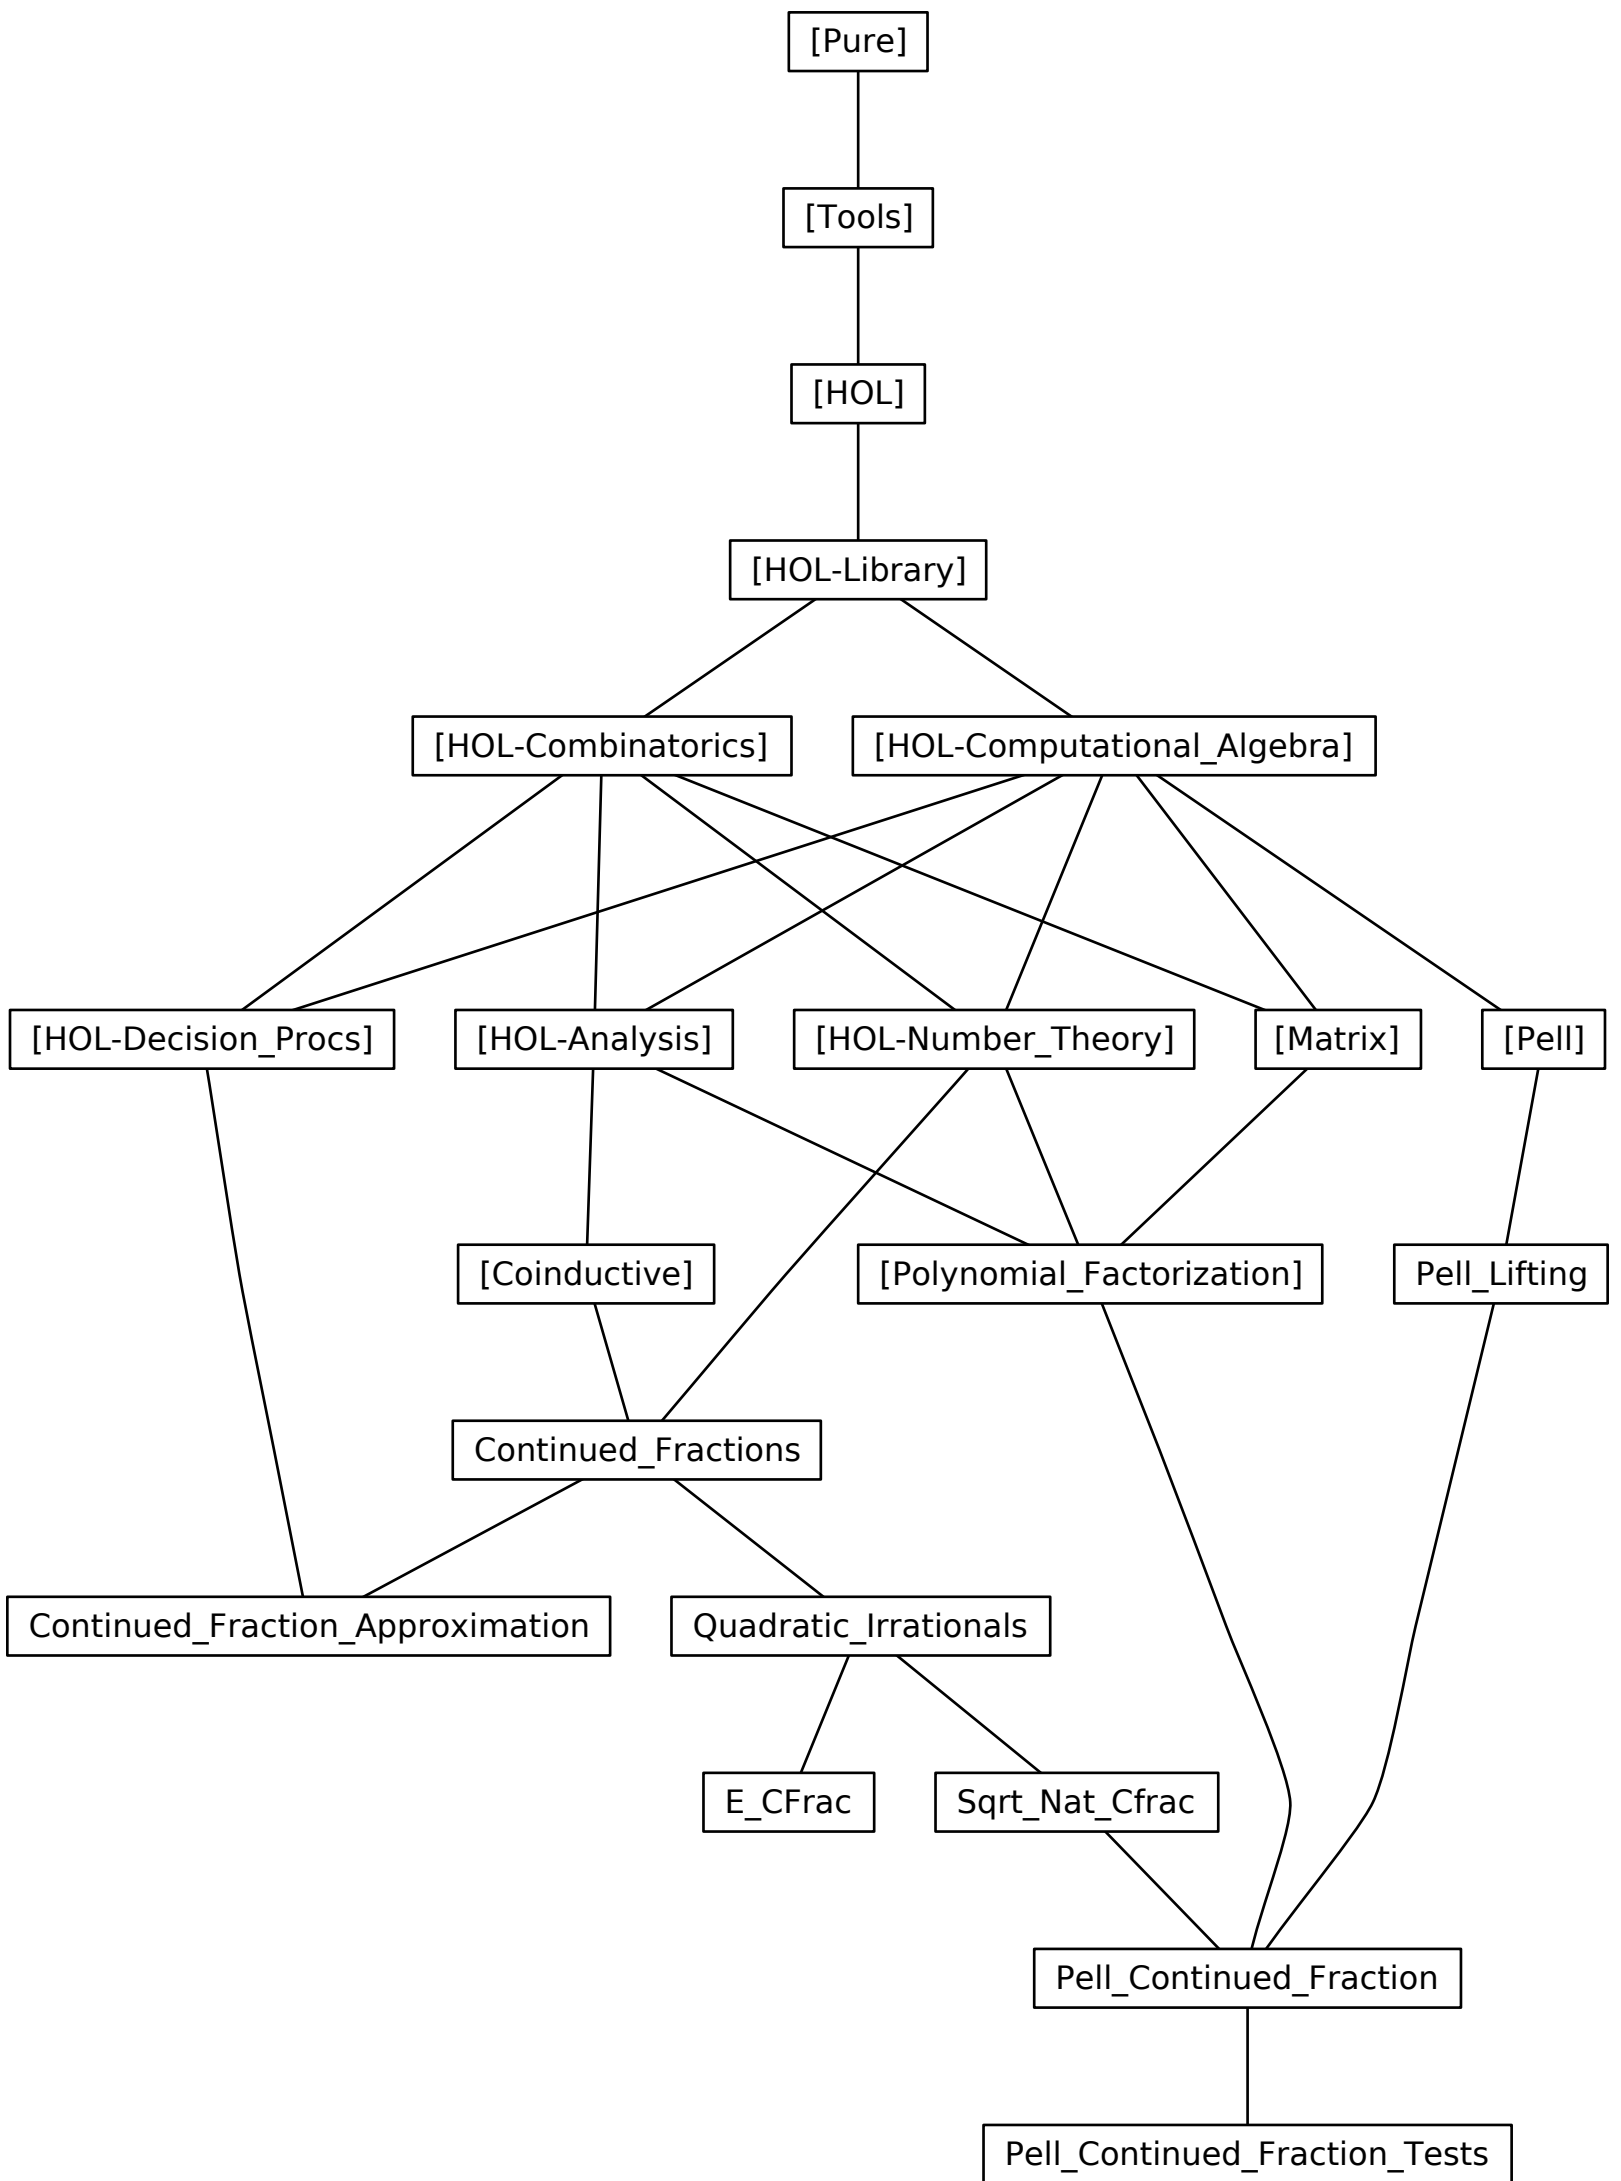 [Pure]
[Tools]
[HOL]
[HOL-Library]
[HOL-Combinatorics]
[HOL-Computational_Algebra]
[HOL-Decision_Procs]
[HOL-Analysis]
[HOL-Number_Theory]
[Matrix]
[Pell]
[Coinductive]
[Polynomial_Factorization]
Pell_Lifting
Continued_Fractions
Continued_Fraction_Approximation
Quadratic_Irrationals
E_CFrac
Sqrt_Nat_Cfrac
Pell_Continued_Fraction
Pell_Continued_Fraction_Tests